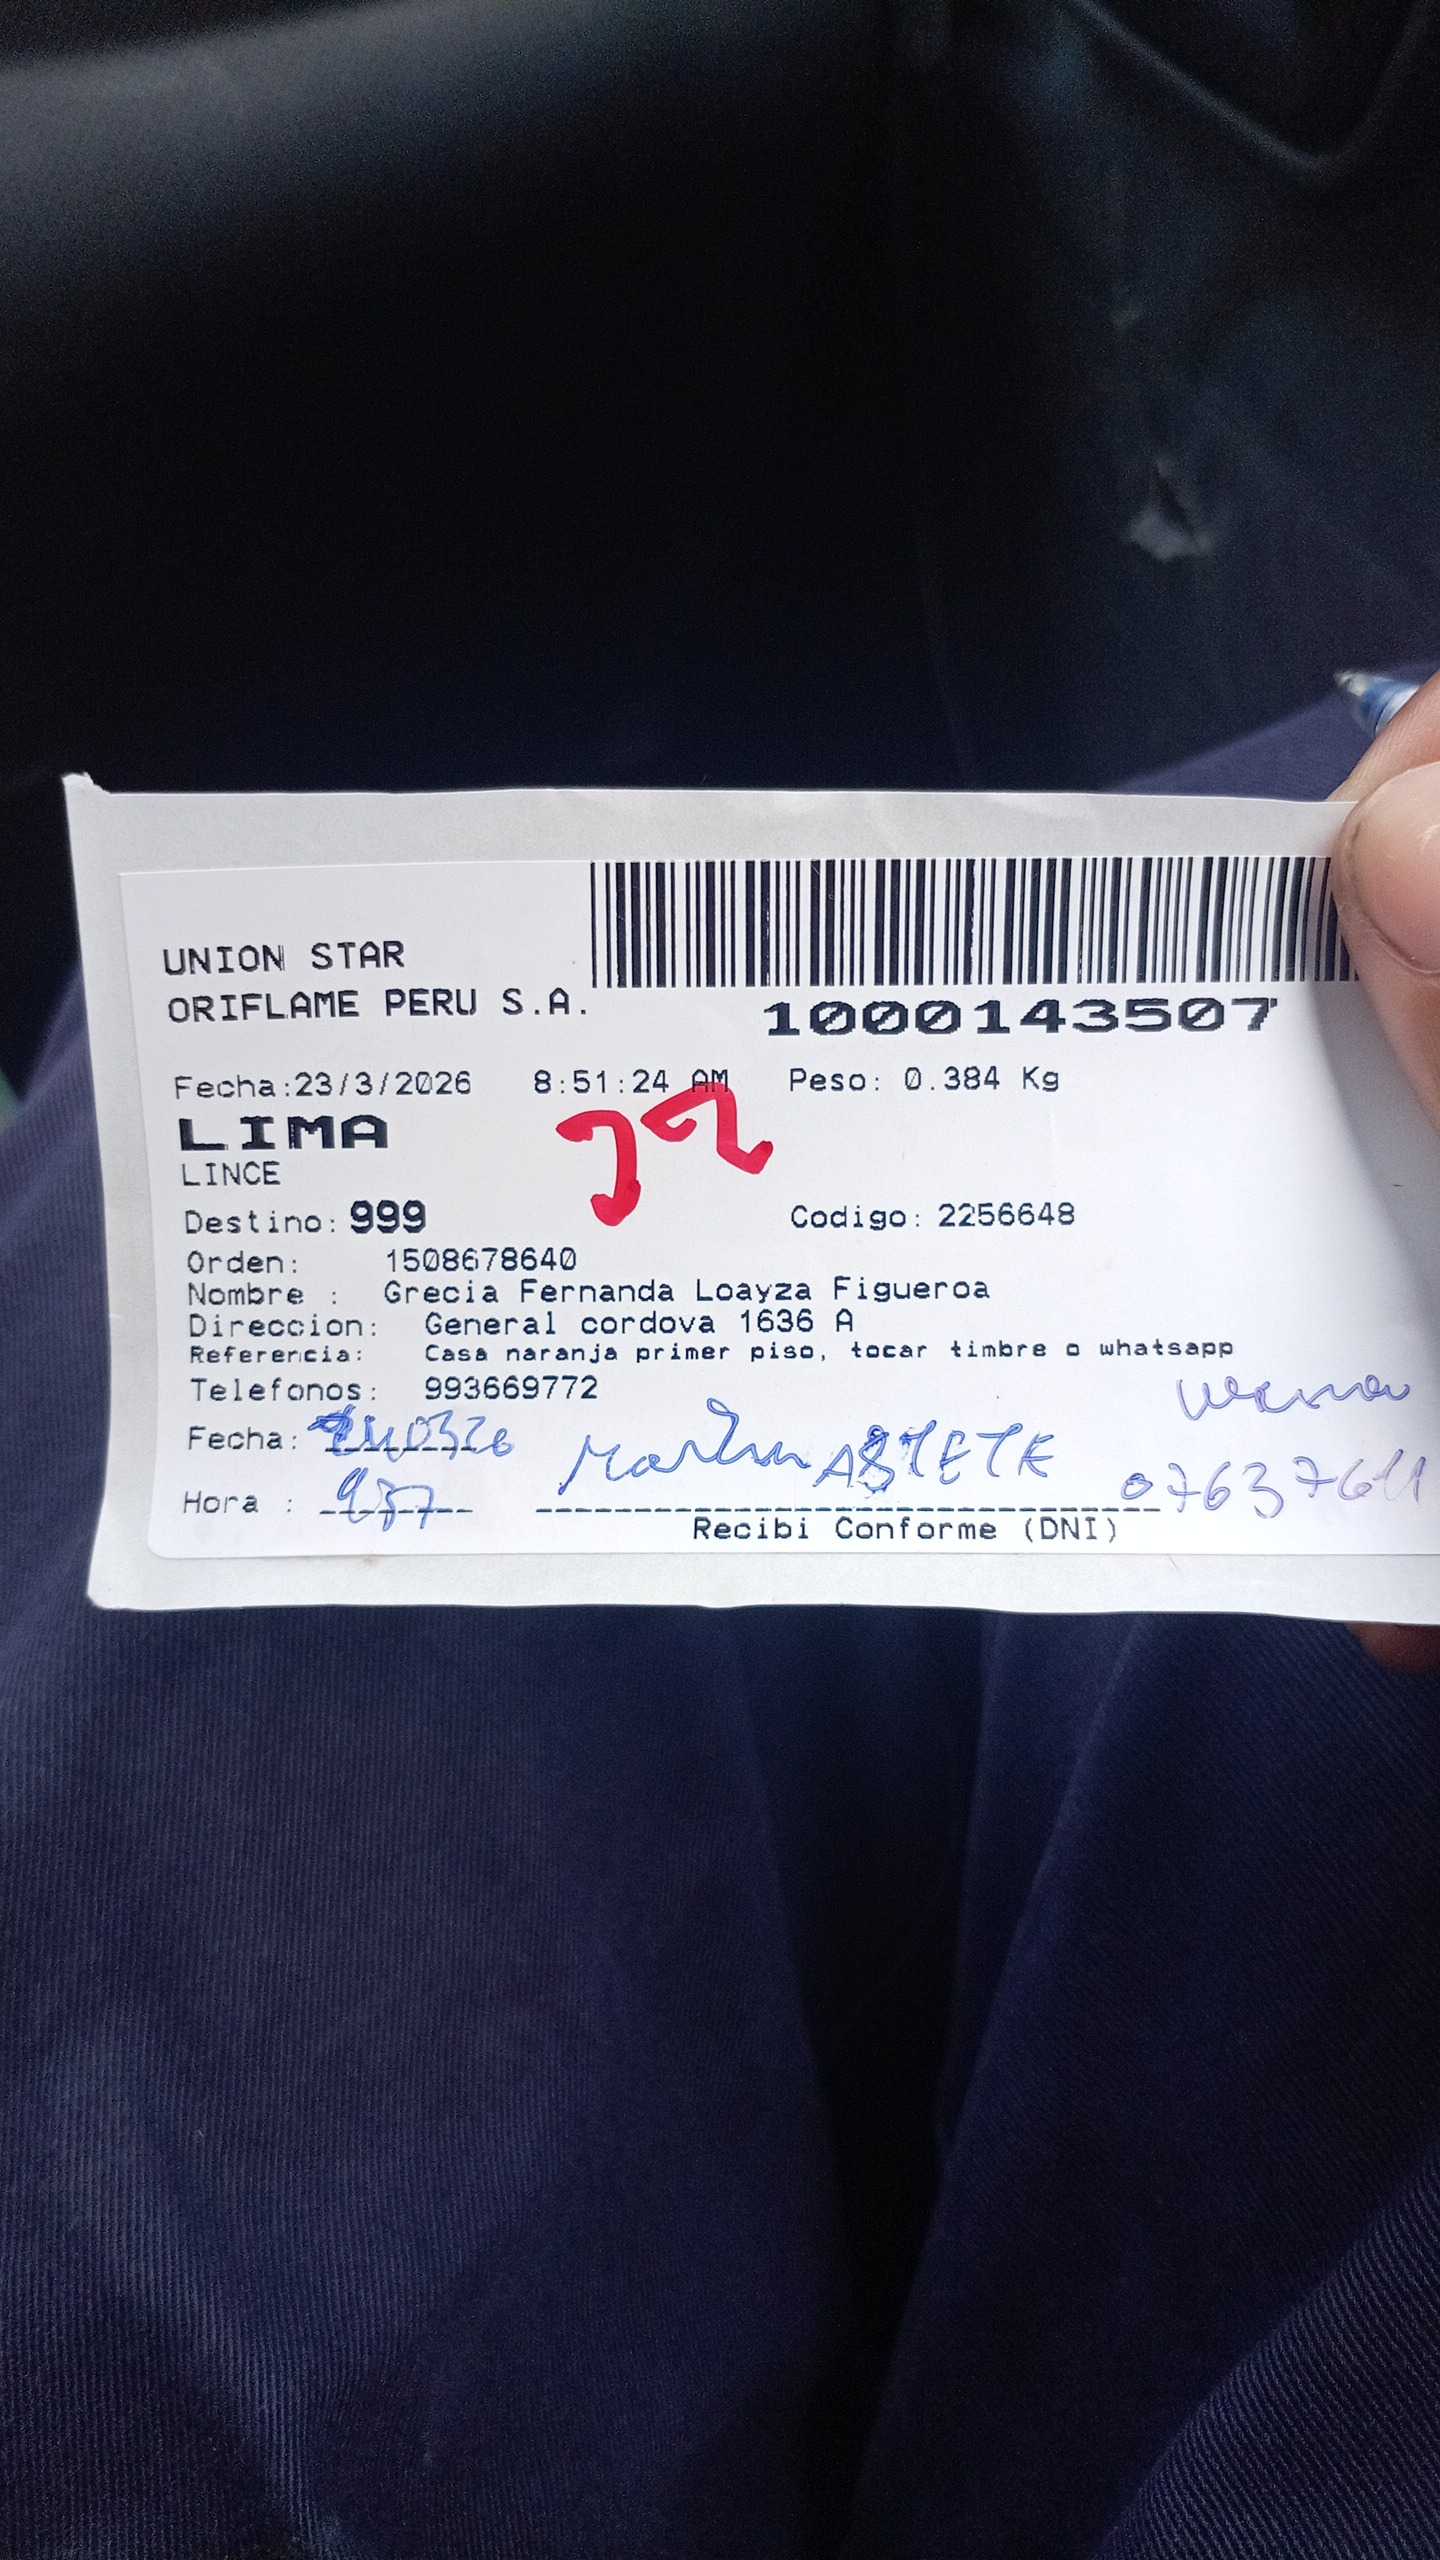 UNION STAR
ORIFLAME PERU S.A.
1000143507
Fecha:23/3/2026 8:51:24 AM Peso: 0.384 Kg
LIMA
LINCE
Destino: 999 Codigo: 2256648
Orden: 1508678640
Nombre : Grecia Fernanda Loayza Figueroa
Direccion: General cordova 1636 A
Referencia: Casa naranja primer piso, tocar timbre o whatsapp
Telefonos: 993669772
Fecha: ASTETE
Hora : 937
Recibi Conforme (DNI)